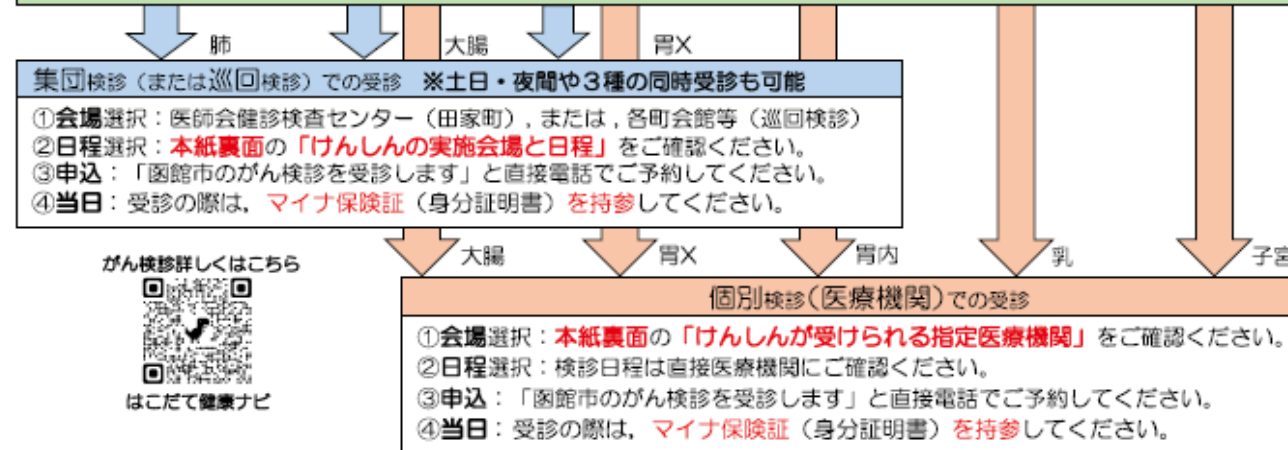 肺
大腸
胃X
集団検診(または巡回検診)での受診 ※土日・夜間や3種の同時受診も可能
①会場選択:医師会健診検査センター(田家町),または,各町会館等(巡回検診)
②日程選択:本紙裏面の「けんしんの実施会場と日程」をご確認ください。
③申込:「函館市のがん検診を受診します」と直接電話でご予約してください。
④当日:受診の際は,マイナ保険証(身分証明書)を持参してください。
大腸
胃X
胃内
乳
子宮
がん検診詳しくはこちら
はこだて健康ナビ
個別検診(医療機関)での受診
①会場選択:本紙裏面の「けんしんが受けられる指定医療機関」をご確認ください。
②日程選択:検診日程は直接医療機関にご確認ください。
③申込:「函館市のがん検診を受診します」と直接電話でご予約してください。
④当日:受診の際は,マイナ保険証(身分証明書)を持参してください。